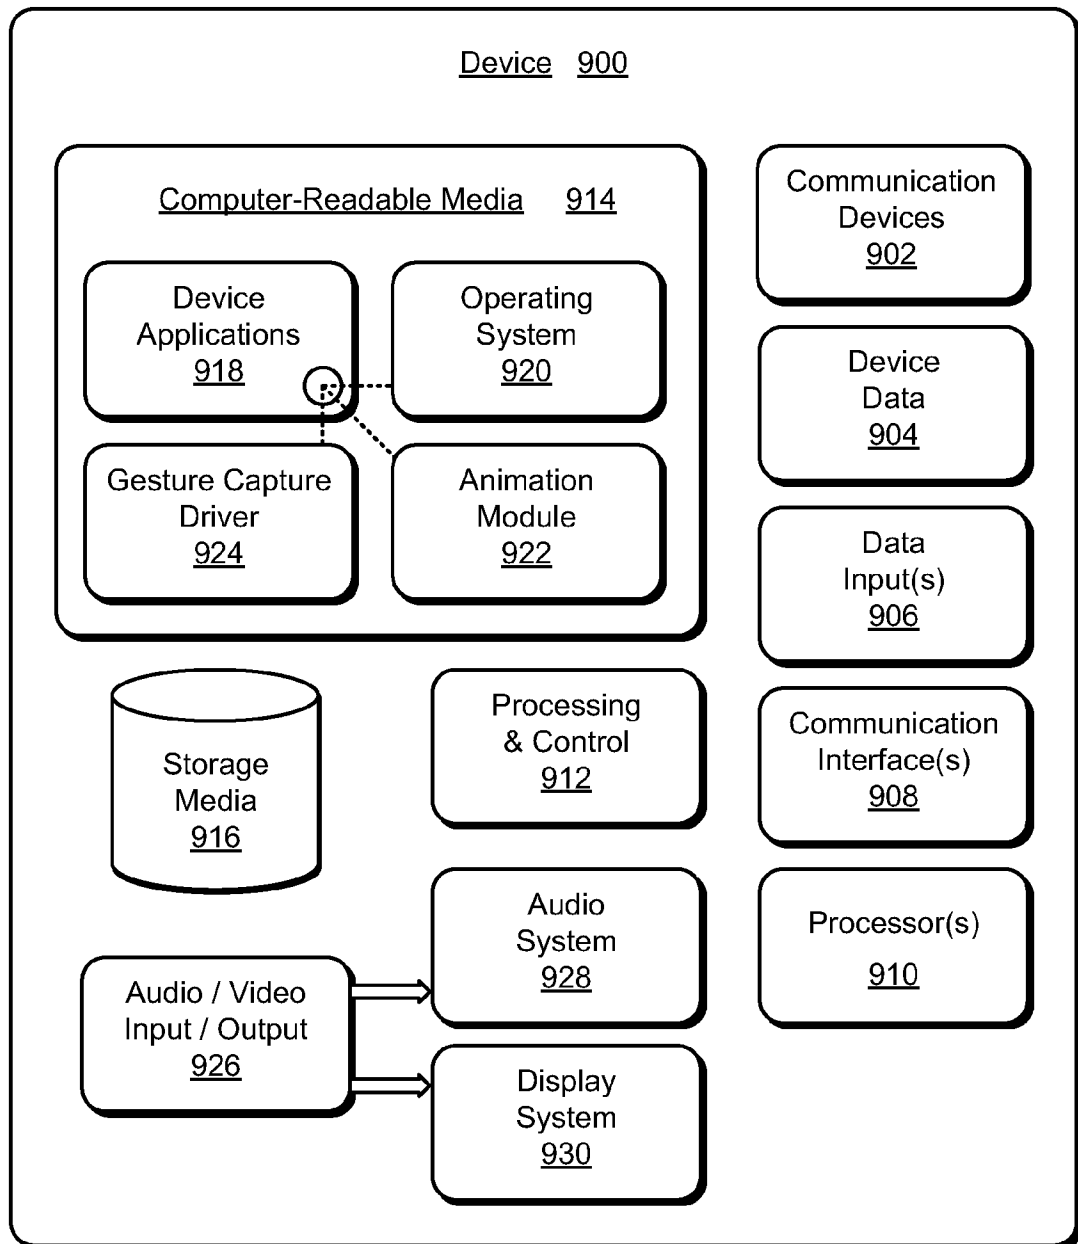 Device 900
Computer-Readable Media 914
Device
Applications
918
Operating
System
920
Gesture Capture
Driver
924
Animation
Module
922
Communication
Devices
902
Device
Data
904
Data
Input(s)
906
Communication
Interface(s)
908
Processor(s)
910
Storage
Media
916
Processing
& Control
912
Audio / Video
Input / Output
926
Audio
System
928
Display
System
930